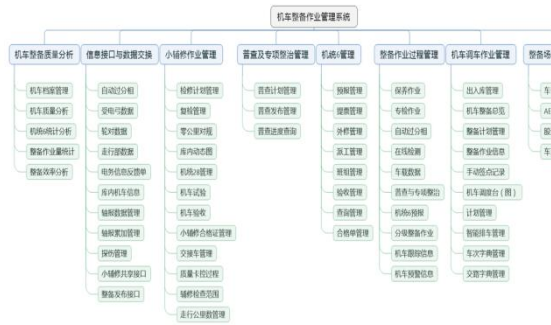 机车整备作业管理系统
机车整备质量分析
机车档案管理
机车质量分析
机统6统计分析
整备作业量统计
整备效率分析
信息接口与数据交换
自动过分相
受电弓数据
轮对数据
走行部数据
电务信息反馈单
库内机车信息
轴报数据管理
轴报累加管理
探伤管理
小辅修共享接口
整备发布接口
小辅修作业管理
检修计划管理
复检管理
零公里对规
库内动态图
机统28管理
机车试验
机车验收
小辅修合格证管理
交接车管理
质量卡控过程
辅修检查范围
走行公里数管理
普查及专项整治管理
普查计划管理
普查发布管理
普查进度查询
机统6管理
预报管理
提票管理
外修管理
派工管理
班组管理
验收管理
查询管理
合格单管理
整备作业过程管理
保养作业
专检作业
自动过分相
在线检测
车载数据
普查与专项整治
机统6预报
分级整备作业
机车跟踪信息
机车预警信息
机车调车作业管理
出入库管理
机车整备总览
整备计划管理
整备作业信息
手动签点记录
机车调度台（图）
计划管理
智能排车管理
车次字典管理
交路字典管理
整备场
车
车